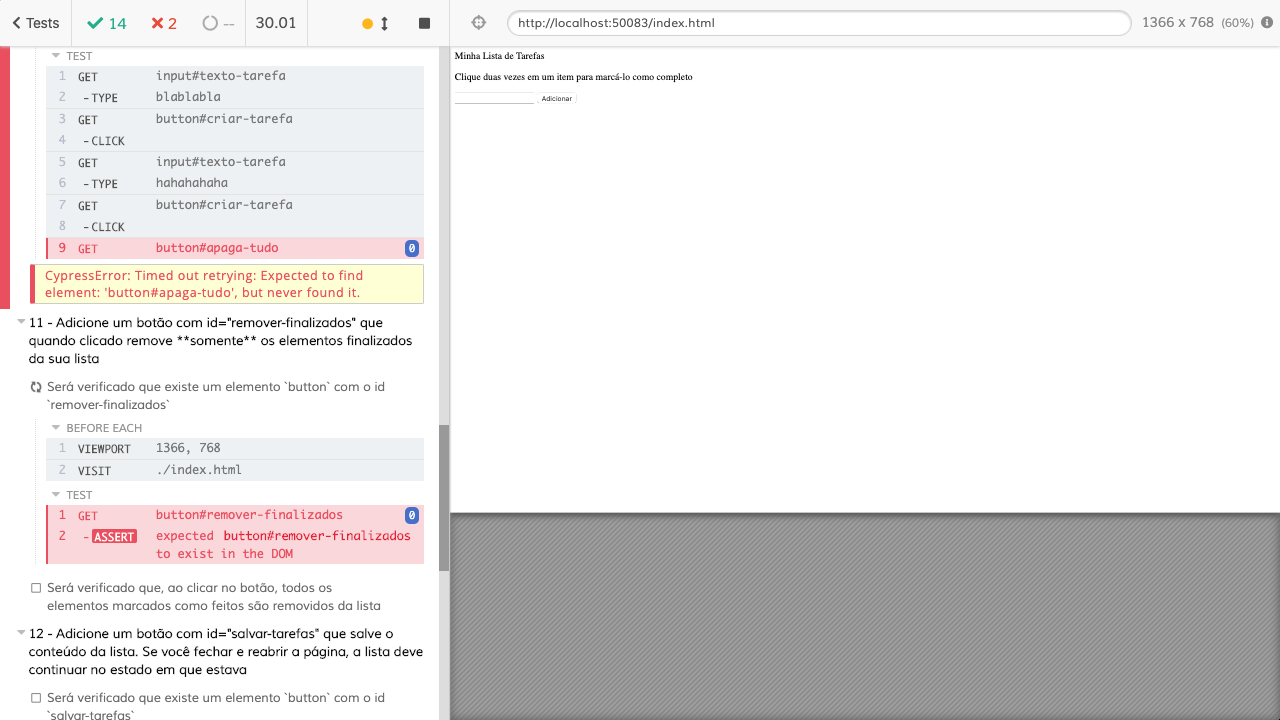 Tests
14
2
--
30.01
http://localhost:50083/index.html
1366 x 768 (60%)
TEST
1 GET input#texto-tarefa
2 -TYPE blablabla
3 GET button#criar-tarefa
4 -CLICK
5 GET input#texto-tarefa
6 -TYPE hahahahaha
7 GET button#criar-tarefa
8 -CLICK
9 GET button#apaga-tudo 0
CypressError: Timed out retrying: Expected to find
element: 'button#apaga-tudo', but never found it.
11 - Adicione um botão com id="remover-finalizados" que
quando clicado remove **somente** os elementos finalizados
da sua lista
Será verificado que existe um elemento `button` com o id
`remover-finalizados`
BEFORE EACH
1 VIEWPORT 1366, 768
2 VISIT ./index.html
TEST
1 GET button#remover-finalizados 0
2 -ASSERT expected button#remover-finalizados
to exist in the DOM
Será verificado que, ao clicar no botão, todos os
elementos marcados como feitos são removidos da lista
12 - Adicione um botão com id="salvar-tarefas" que salve o
conteúdo da lista. Se você fechar e reabrir a página, a lista deve
continuar no estado em que estava
Será verificado que existe um elemento `button` com o id
`salvar-tarefas`
Minha Lista de Tarefas
Clique duas vezes em um item para marcá-lo como completo
Adicionar